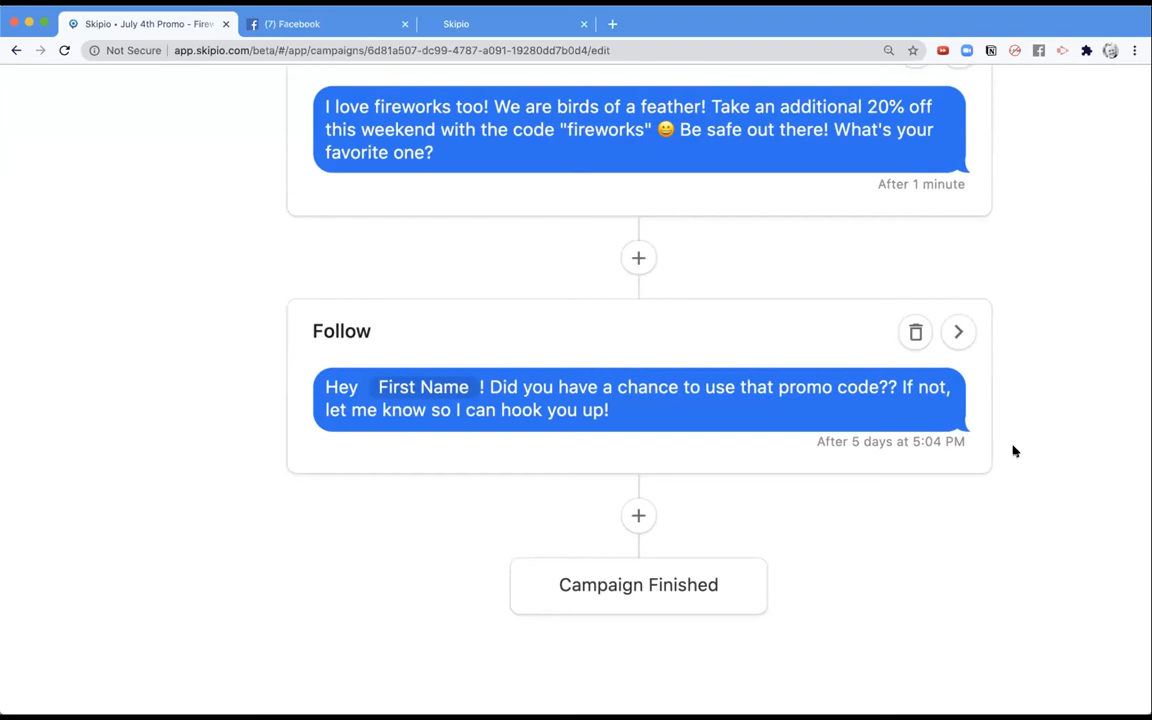 Skipio • July 4th Promo - Firew
(7) Facebook
Skipio
Not Secure
app.skipio.com/beta/#/app/campaigns/6d81a507-dc99-4787-a091-19280dd7b0d4/edit
I love fireworks too! We are birds of a feather! Take an additional 20% off
this weekend with the code "fireworks" 😀 Be safe out there! What's your
favorite one?
After 1 minute
Follow
Hey First Name ! Did you have a chance to use that promo code?? If not,
let me know so I can hook you up!
After 5 days at 5:04 PM
Campaign Finished